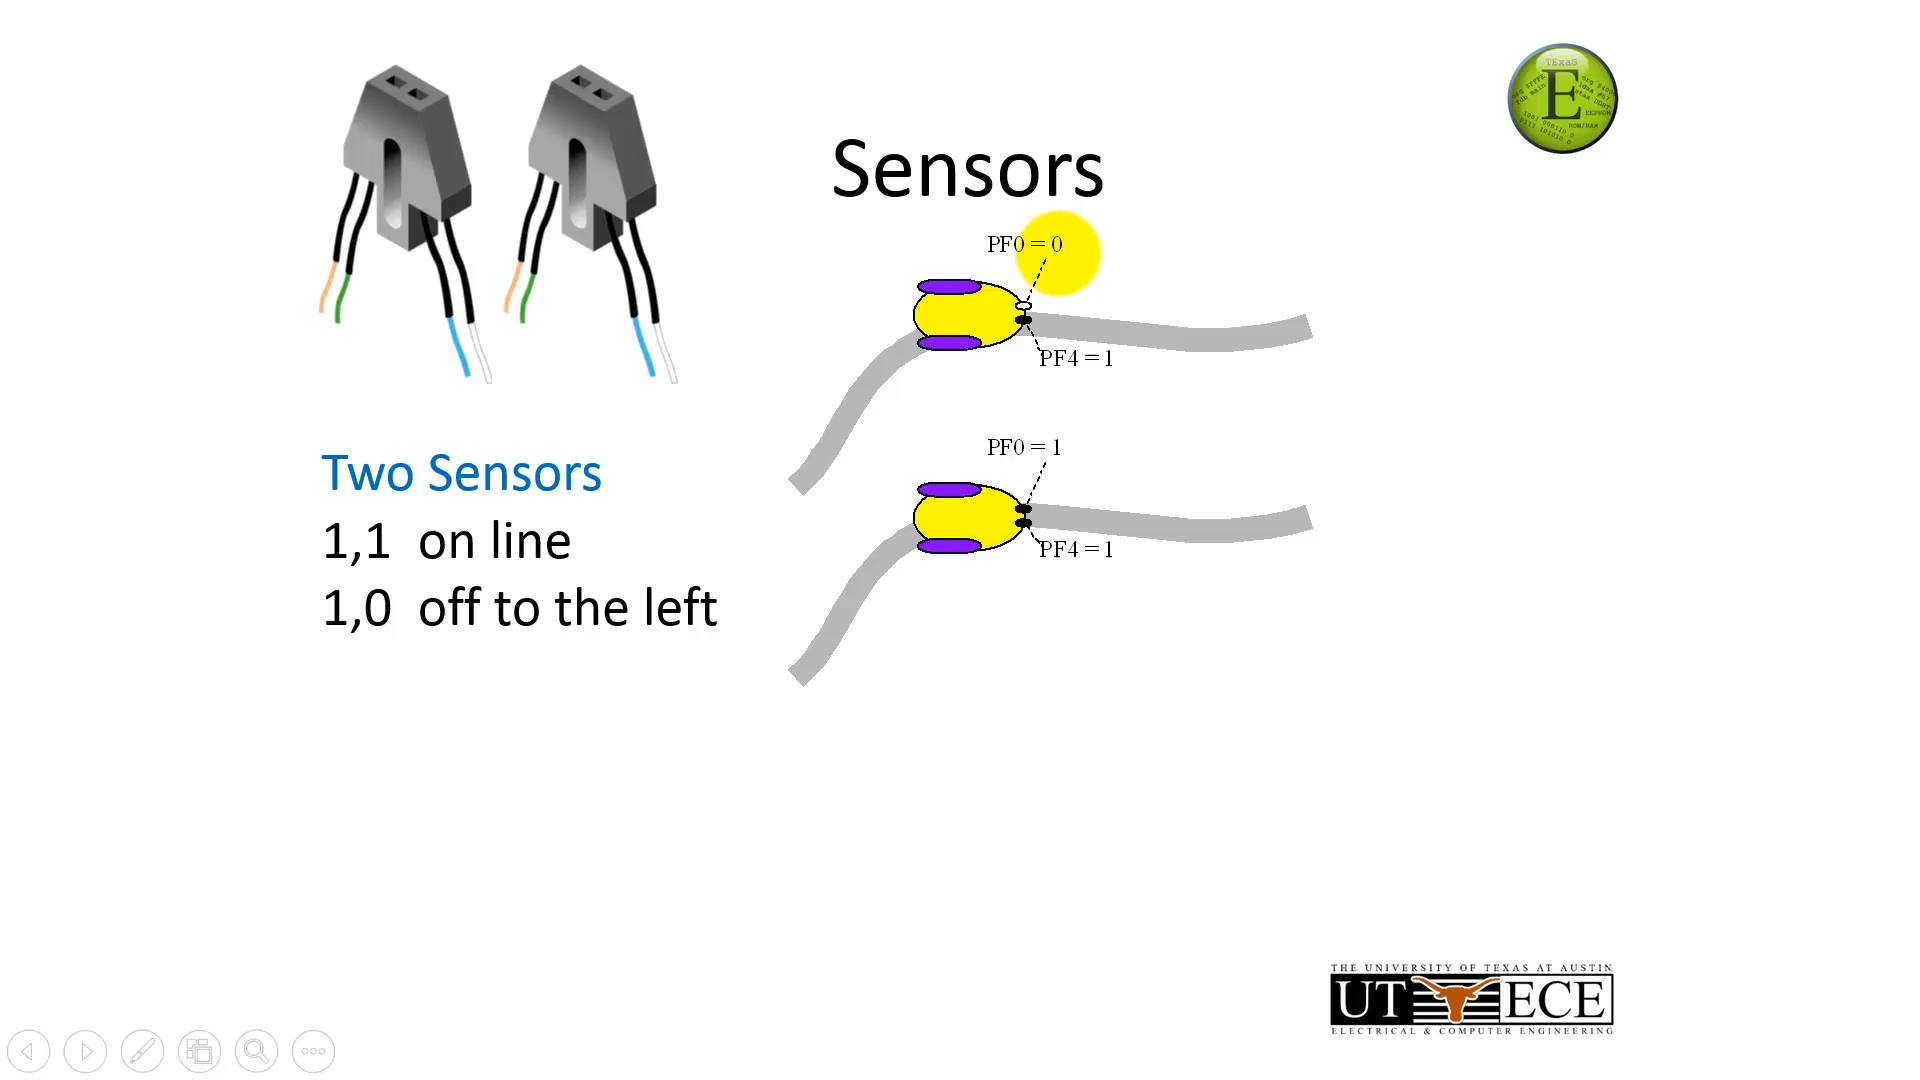 TExaS
E
Sensors
PF0 = 0
PF4 = 1
PF0 = 1
PF4 = 1
Two Sensors
1,1 on line
1,0 off to the left
THE UNIVERSITY OF TEXAS AT AUSTIN
UT ECE
ELECTRICAL & COMPUTER ENGINEERING